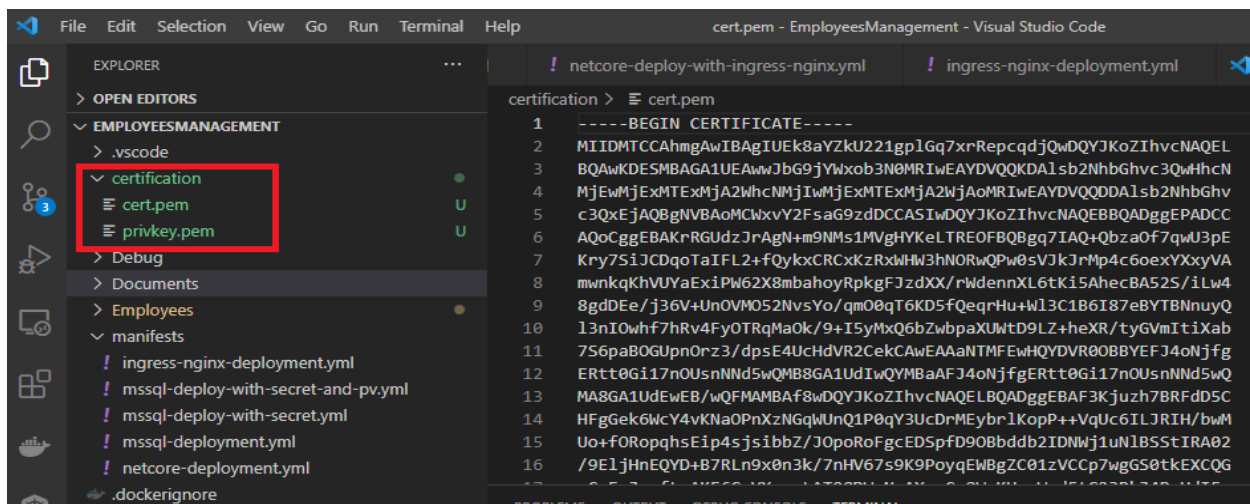 File Edit Selection View Go Run Terminal Help cert.pem - EmployeesManagement - Visual Studio Code
EXPLORER ...
OPEN EDITORS
EMPLOYEESMANAGEMENT
.vscode
certification
cert.pem U
privkey.pem U
Debug
Documents
Employees
manifests
! ingress-nginx-deployment.yml
! mssql-deploy-with-secret-and-pv.yml
! mssql-deploy-with-secret.yml
! mssql-deployment.yml
! netcore-deployment.yml
.dockerignore
3
! netcore-deploy-with-ingress-nginx.yml ! ingress-nginx-deployment.yml
certification > cert.pem
1 -----BEGIN CERTIFICATE-----
2 MIIDMTCCAhmgAwIBAgIUEk8aYZkU221gplGq7xrRepcqdjQwDQYJKoZIhvcNAQEL
3 BQAwKDESMBAGA1UEAwwJbG9jYWxob3N0MRIwEAYDVQQKDAlsb2NhbGhvc3QwHhcN
4 MjEwMjExMTExMjA2WhcNMjIwMjExMTExMjA2WjAoMRIwEAYDVQQDDAlsb2NhbGhv
5 c3QxEjAQBgNVBAoMCWxvY2FsaG9zdDCCASIwDQYJKoZIhvcNAQEBBQADggEPADCC
6 AQoCggEBAKrRGUdzJrAgN+m9NMs1MVgHYKeLTREOFBQBgq7IAQ+QbzaOf7qwU3pE
7 Kry7SiJCDqoTaIFL2+fQykxCRCxKzRxWHW3hNORwQPw0sVJkJrMp4c6oexYXxyVA
8 mwnkqKhVUYaExiPW62X8mbahoyRpkgFJzdXX/rWdennXL6tKi5AhecBA52S/iLw4
9 8gdDEe/j36V+UnOVMO52NvsYo/qmO0qT6KD5fQeqrHu+Wl3C1B6I87eBYTBNnuyQ
10 l3nIOwhf7hRv4FyOTRqMaOk/9+I5yMxQ6bZwbpaXUWtD9LZ+heXR/tyGVmItiXab
11 7S6paBOGUpnOrz3/dpsE4UcHdVR2CekCAwEAAaNTMFEwHQYDVR0OBBYEFJ4oNjfg
12 ERtt0Gi17nOUsnNNd5wQMB8GA1UdIwQYMBaAFJ4oNjfgERtt0Gi17nOUsnNNd5wQ
13 MA8GA1UdEwEB/wQFMAMBAf8wDQYJKoZIhvcNAQELBQADggEBAF3Kjuzh7BRFdD5C
14 HFgGek6WcY4vKNaOPnXzNGqWUnQ1P0qY3UcDrMEybrlKopP++VqUc6ILJRIH/bwM
15 Uo+fORopqhsEip4sjsibbZ/JOpoRoFgcEDSpfD9OBbddb2IDNWj1uNlBSStIRA02
16 /9EljHnEQYD+B7RLn9x0n3k/7nHV67s9K9PoyqEWBgZC01zVCCp7wgGS0tkEXCQG